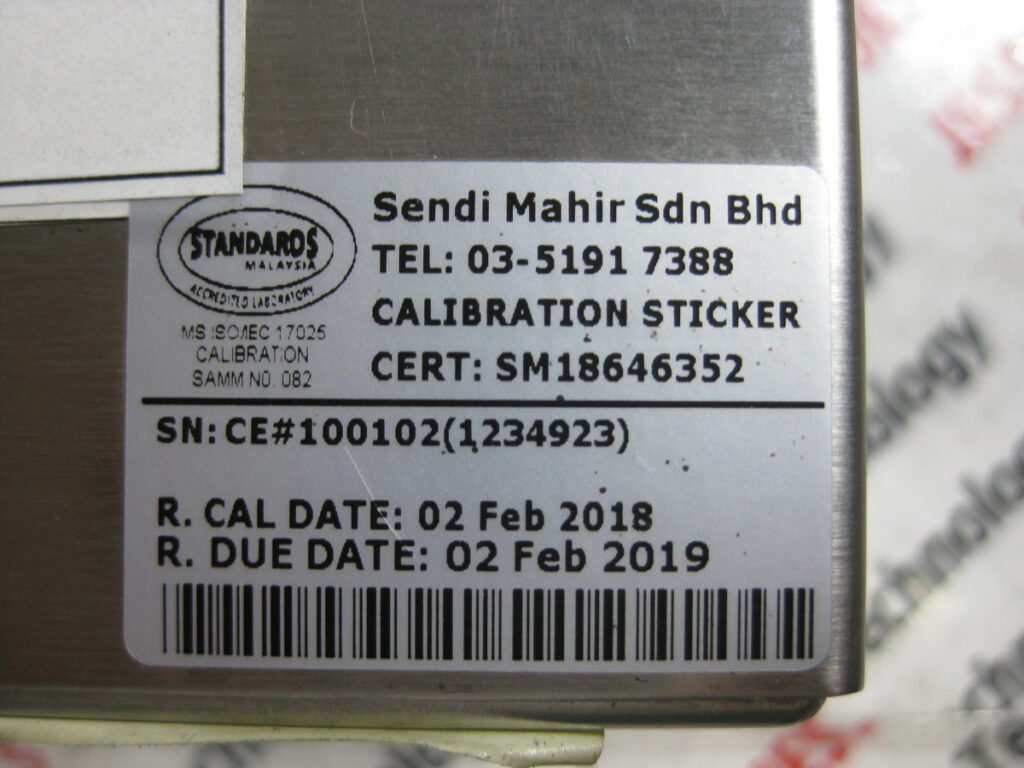 STANDARDS
MALAYSIA
ACCREDITED LABORATORY
MS ISO/IEC 17025
CALIBRATION
SAMM NO. 082
Sendi Mahir Sdn Bhd
TEL: 03-5191 7388
CALIBRATION STICKER
CERT: SM18646352
SN: CE#100102(1234923)
R. CAL DATE: 02 Feb 2018
R. DUE DATE: 02 Feb 2019
Technology